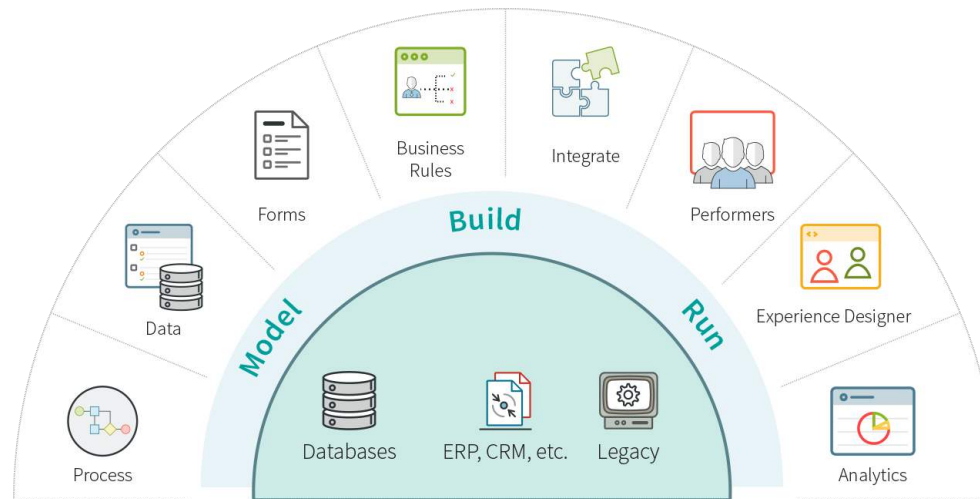 Business
Rules
Integrate
Forms
Performers
Build
Data
Model
Run
Experience Designer
Process
Databases
ERP, CRM, etc.
Legacy
Analytics